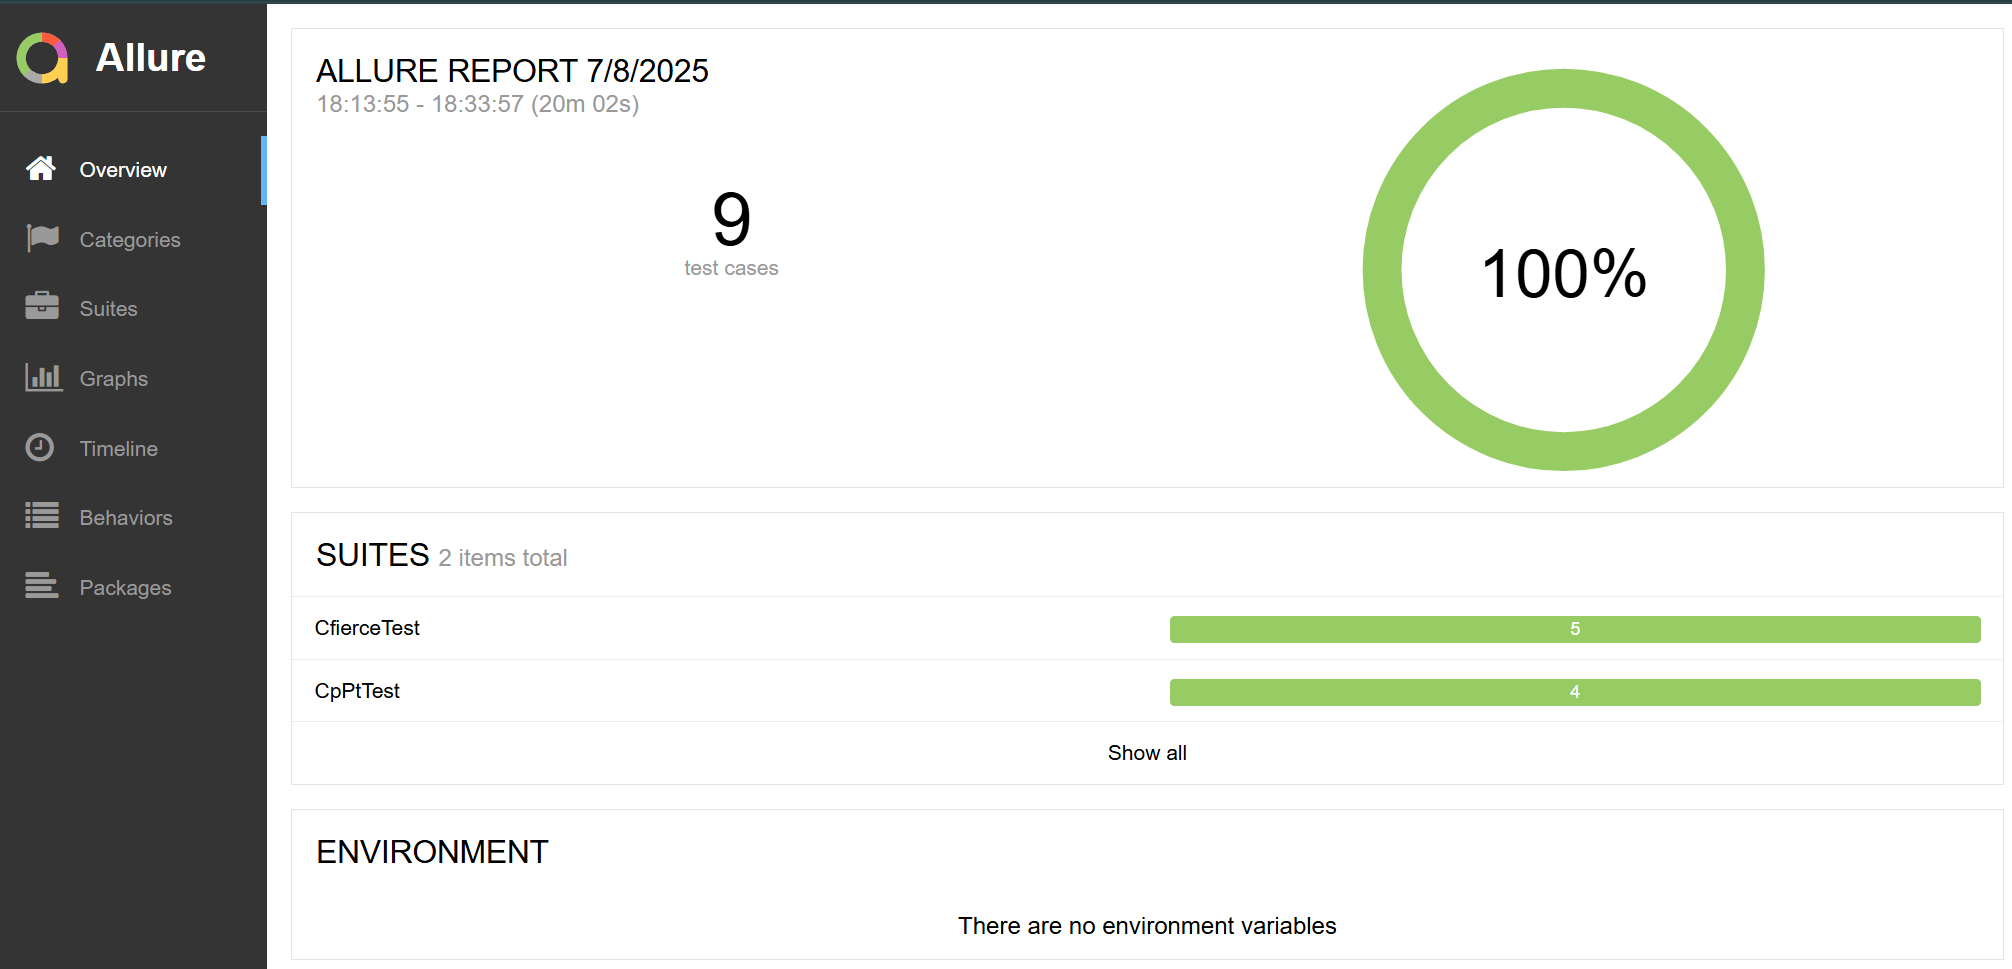 Allure
Overview
Categories
Suites
Graphs
Timeline
Behaviors
Packages
ALLURE REPORT 7/8/2025
18:13:55 - 18:33:57 (20m 02s)
9
test cases
100%
SUITES 2 items total
CfierceTest 5
CpPtTest 4
Show all
ENVIRONMENT
There are no environment variables